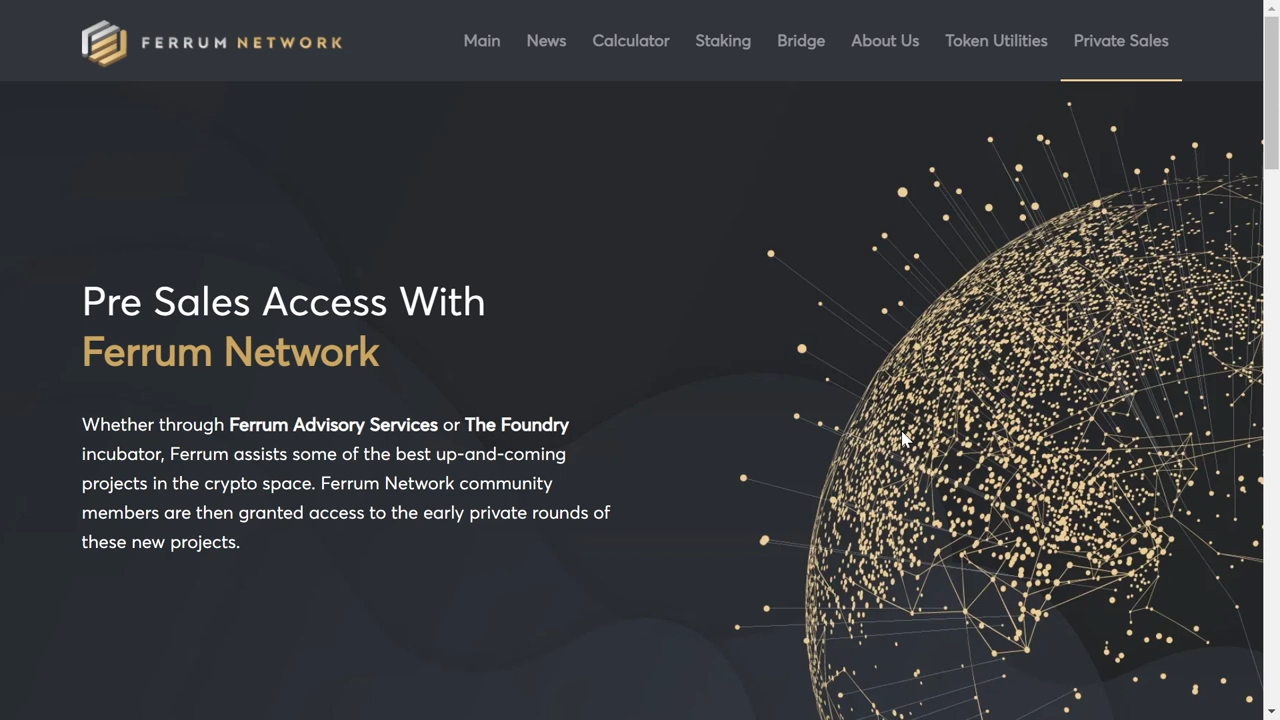 FERRUM NETWORK
Main News Calculator Staking Bridge About Us Token Utilities Private Sales
Pre Sales Access With
Ferrum Network
Whether through Ferrum Advisory Services or The Foundry
incubator, Ferrum assists some of the best up-and-coming
projects in the crypto space. Ferrum Network community
members are then granted access to the early private rounds of
these new projects.